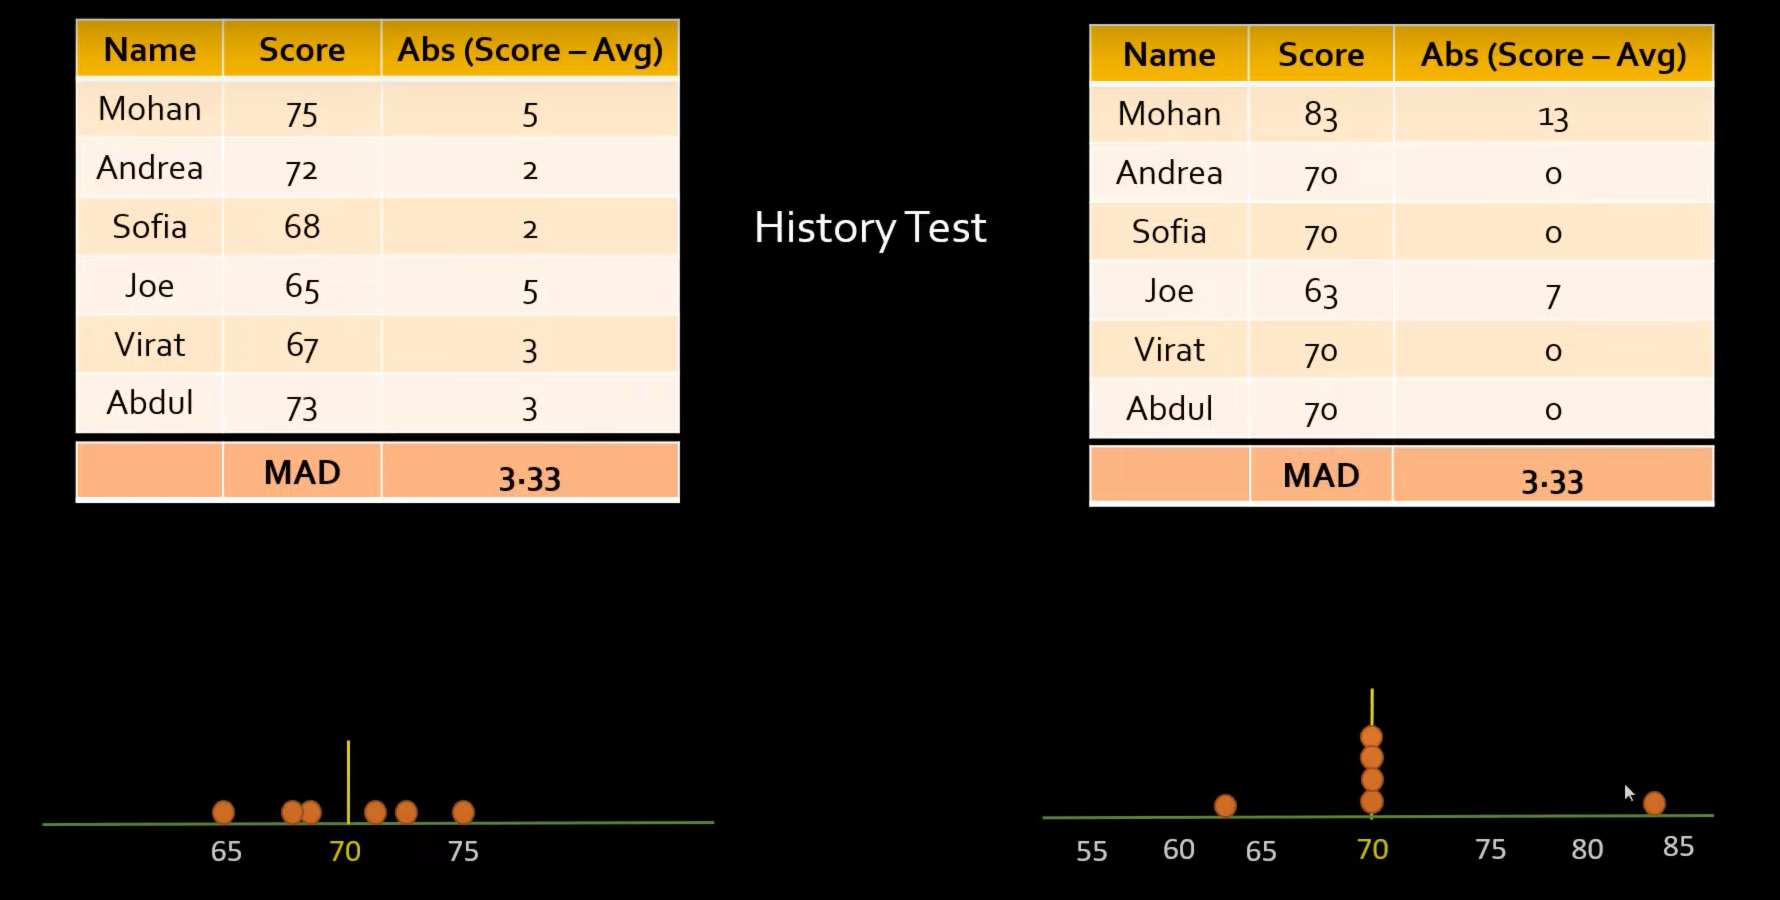 Name Score Abs (Score – Avg)
Mohan 75 5
Andrea 72 2
Sofia 68 2
Joe 65 5
Virat 67 3
Abdul 73 3
MAD 3.33
History Test
Name Score Abs (Score – Avg)
Mohan 83 13
Andrea 70 0
Sofia 70 0
Joe 63 7
Virat 70 0
Abdul 70 0
MAD 3.33
65 70 75
55 60 65 70 75 80 85